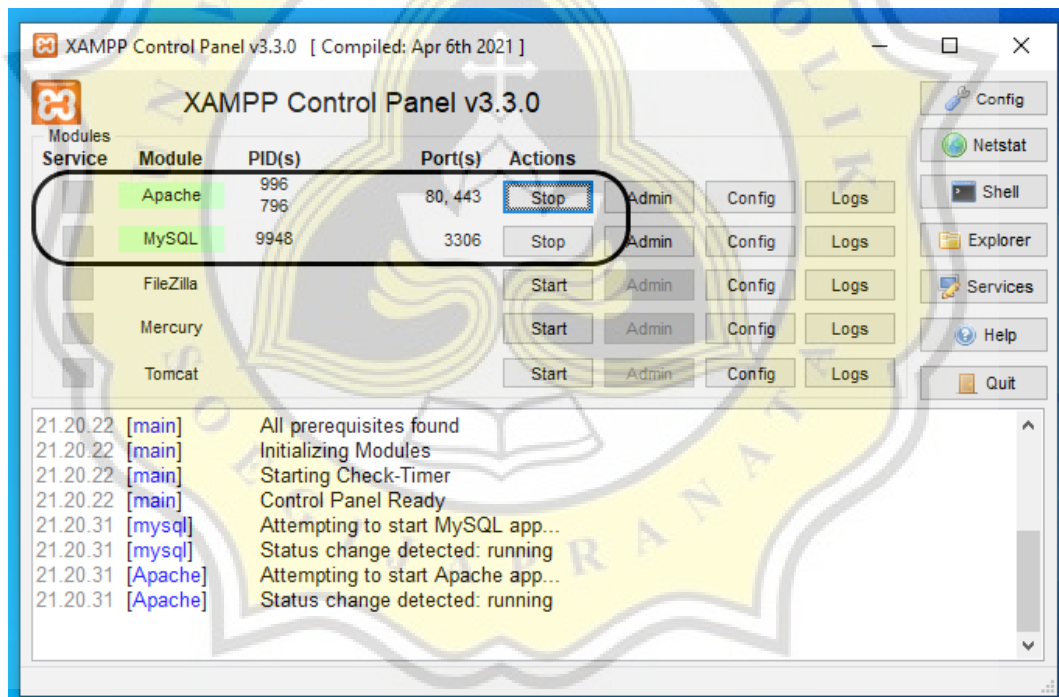 XAMPP Control Panel v3.3.0 [ Compiled: Apr 6th 2021 ]
XAMPP Control Panel v3.3.0
Config
Modules
Service Module PID(s) Port(s) Actions
Netstat
Apache 996 796 80, 443 Stop Admin Config Logs
Shell
MySQL 9948 3306 Stop Admin Config Logs
Explorer
FileZilla Start Admin Config Logs
Services
Mercury Start Admin Config Logs
Help
Tomcat Start Admin Config Logs
Quit
21.20.22 [main] All prerequisites found
21.20.22 [main] Initializing Modules
21.20.22 [main] Starting Check-Timer
21.20.22 [main] Control Panel Ready
21.20.31 [mysql] Attempting to start MySQL app...
21.20.31 [mysql] Status change detected: running
21.20.31 [Apache] Attempting to start Apache app...
21.20.31 [Apache] Status change detected: running